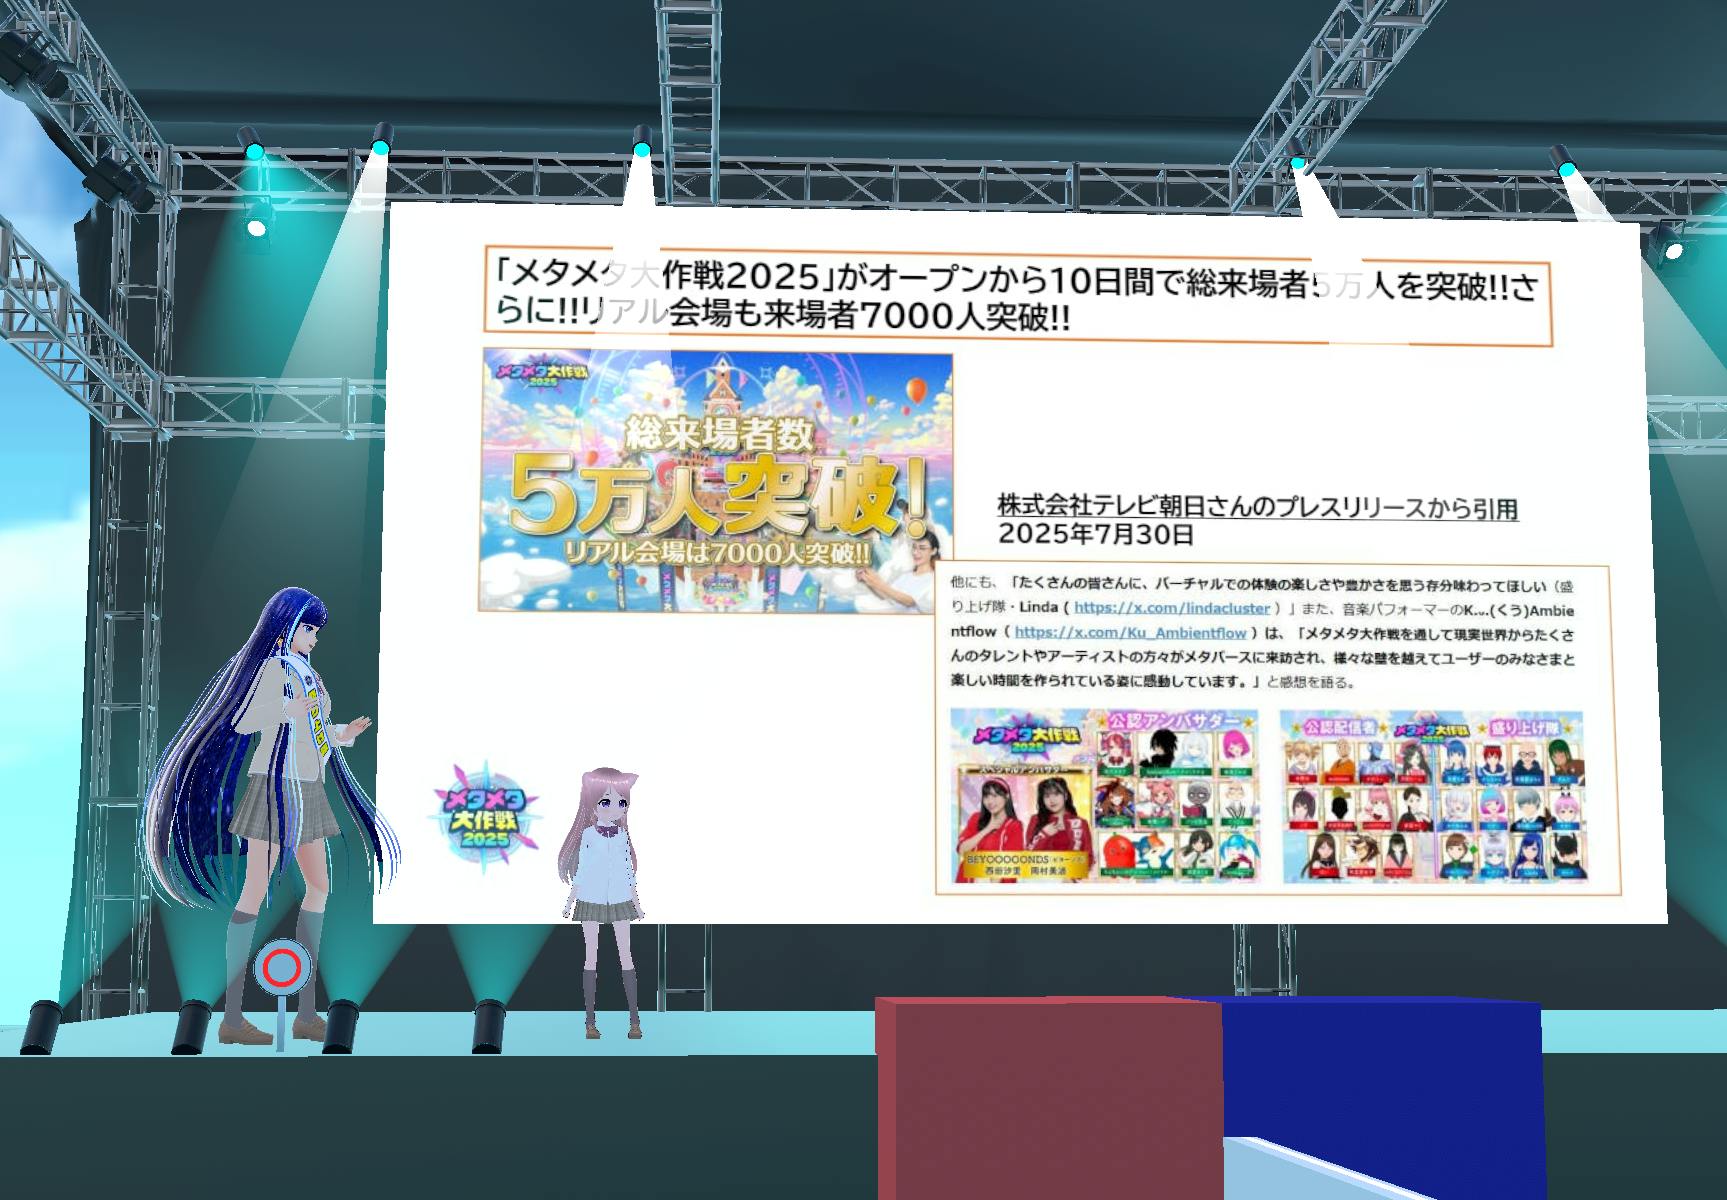 「メタメタ大作戦2025」がオープンから10日間で総来場者5万人を突破!!さ
らに!!リアル会場も来場者7000人突破!!
メタメタ大作戦
2025
総来場者数
5万人突破!
リアル会場は7000人突破!!
株式会社テレビ朝日さんのプレスリリースから引用
2025年7月30日
他にも、「たくさんの皆さんに、バーチャルでの体験の楽しさや豊かさを思う存分味わってほしい（盛
り上げ隊・Linda ( https://x.com/lindacluster ）」また、音楽パフォーマーのK...(くう)Ambie
ntflow（ https://x.com/Ku_Ambientflow ）は、「メタメタ大作戦を通して現実世界からたくさ
んのタレントやアーティストの方々がメタバースに来訪され、様々な壁を越えてユーザーのみなさまと
楽しい時間を作られている姿に感動しています。」と感想を語る。
メタメタ大作戦
2025
公認アンバサダー
スペシャルアンバサダー
BEYOOOOONDS
西田汐里 岡村美波
公認配信者
メタメタ大作戦
2025
盛り上げ隊
メタメタ
大作戦
2025